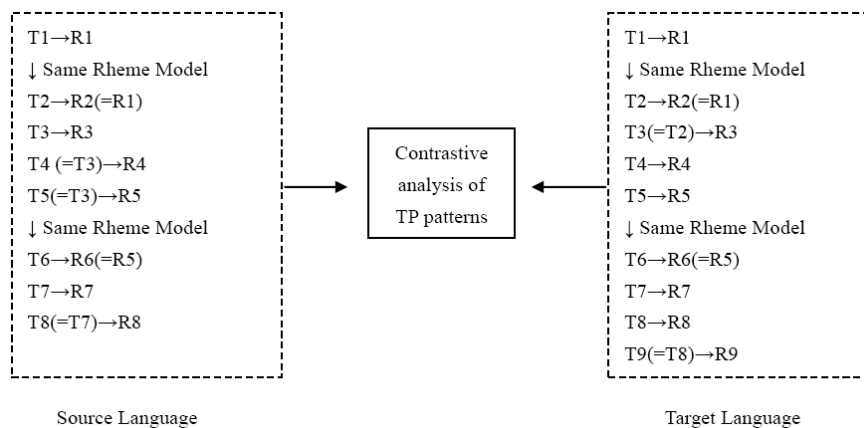 T1→R1
↓ Same Rheme Model
T2→R2(=R1)
T3→R3
T4 (=T3)→R4
T5(=T3)→R5
↓ Same Rheme Model
T6→R6(=R5)
T7→R7
T8(=T7)→R8
Source Language
Contrastive
analysis of
TP patterns
T1→R1
↓ Same Rheme Model
T2→R2(=R1)
T3(=T2)→R3
T4→R4
T5→R5
↓ Same Rheme Model
T6→R6(=R5)
T7→R7
T8→R8
T9(=T8)→R9
Target Language